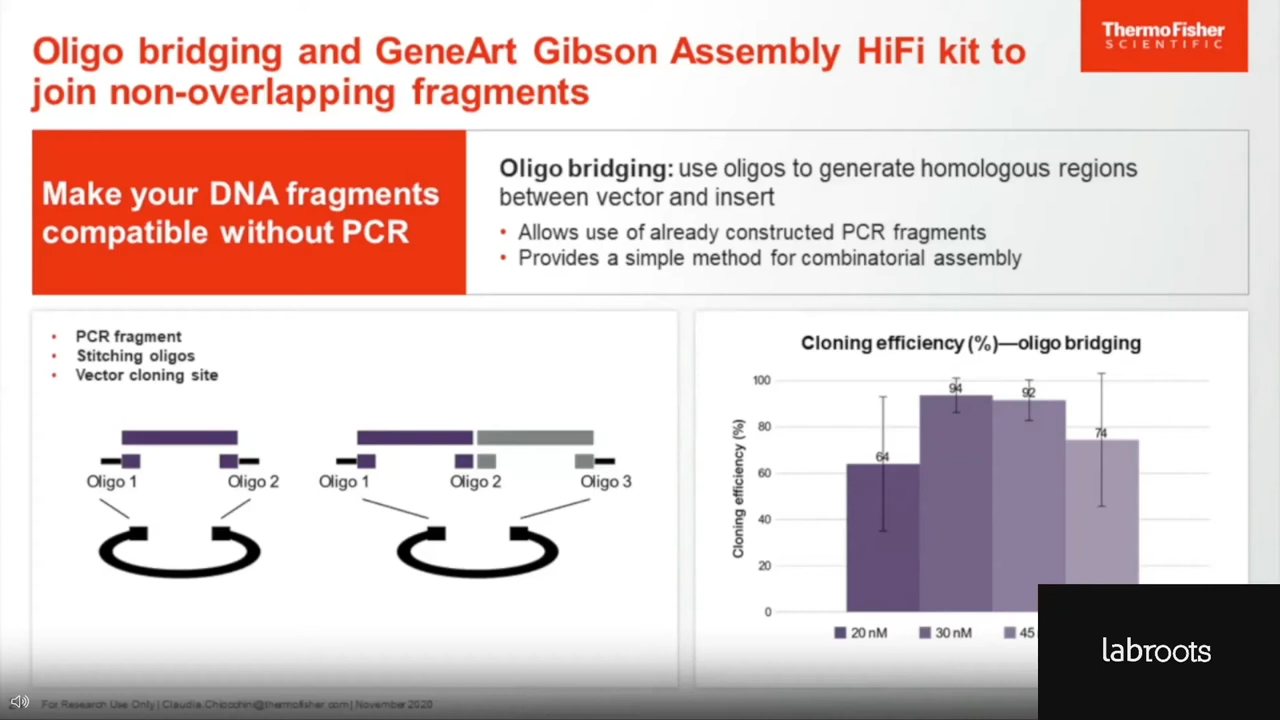 Oligo bridging and GeneArt Gibson Assembly HiFi kit to
join non-overlapping fragments
ThermoFisher
SCIENTIFIC
Make your DNA fragments
compatible without PCR
Oligo bridging: use oligos to generate homologous regions
between vector and insert
• Allows use of already constructed PCR fragments
• Provides a simple method for combinatorial assembly
• PCR fragment
• Stitching oligos
• Vector cloning site
Oligo 1
Oligo 2
Oligo 1
Oligo 2
Oligo 3
Cloning efficiency (%)—oligo bridging
Cloning efficiency (%)
100
80
60
40
20
0
64
94
92
74
20 nM
30 nM
45
labroots
For Research Use Only | Claudia.Chiocchini@thermofisher.com | November 2020